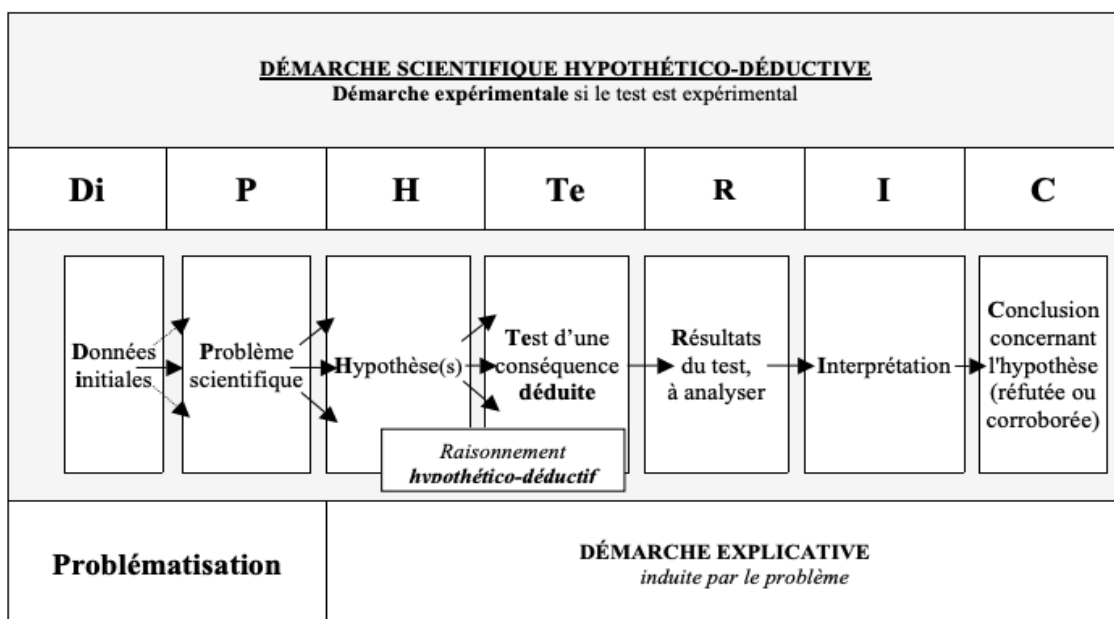 DÉMARCHE SCIENTIFIQUE HYPOTHÉTICO-DÉDUCTIVE
Démarche expérimentale si le test est expérimental
Di
P
H
Te
R
I
C
Données
initiales
Problème
scientifique
Hypothèse(s)
Test d’une
conséquence
déduite
Résultats
du test,
à analyser
Interprétation
Conclusion
concernant
l'hypothèse
(réfutée ou
corroborée)
Raisonnement
hypothético-déductif
Problématisation
DÉMARCHE EXPLICATIVE
induite par le problème